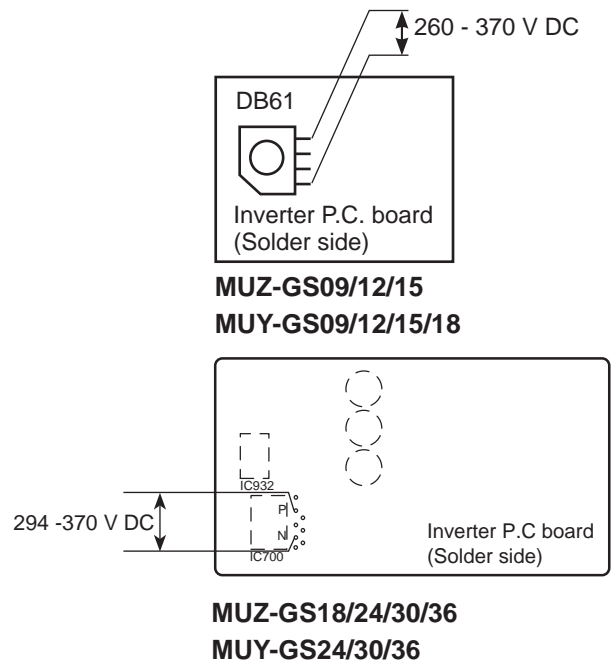 260 - 370 V DC
DB61
Inverter P.C. board
(Solder side)
MUZ-GS09/12/15
MUY-GS09/12/15/18
IC932
294 -370 V DC
P
N
IC700
Inverter P.C board
(Solder side)
MUZ-GS18/24/30/36
MUY-GS24/30/36